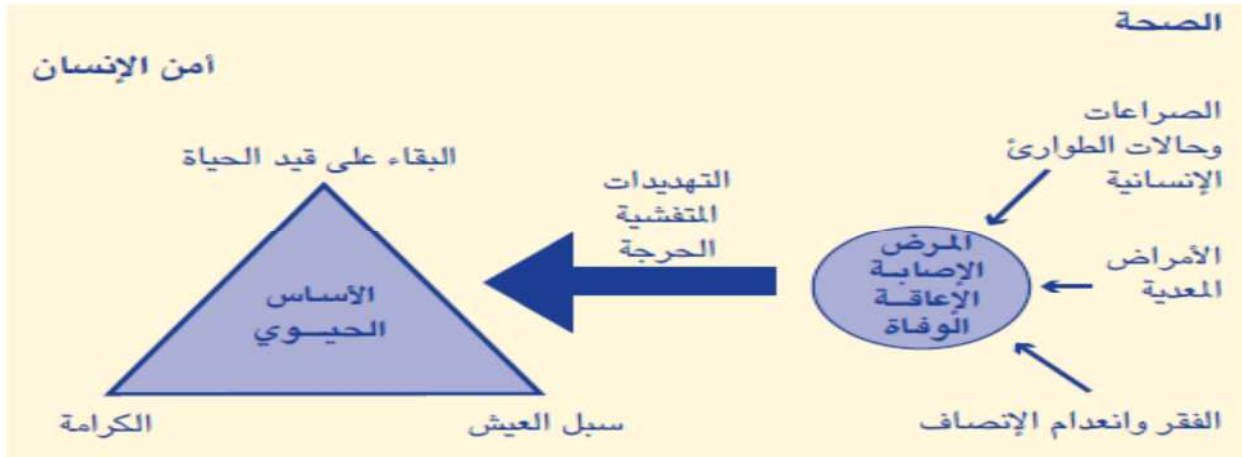 الصحة
أمن الإنسان
الصراعات
وحالات الطوارئ
الإنسانية
البقاء على قيد الحياة
التهديدات
المتفشية
الحرجة
المرض
الإصابة
الإعاقة
الوفاة
الأمراض
المعدية
الأساس
الحيوي
الفقر وانعدام الإنصاف
سبل العيش
الكرامة